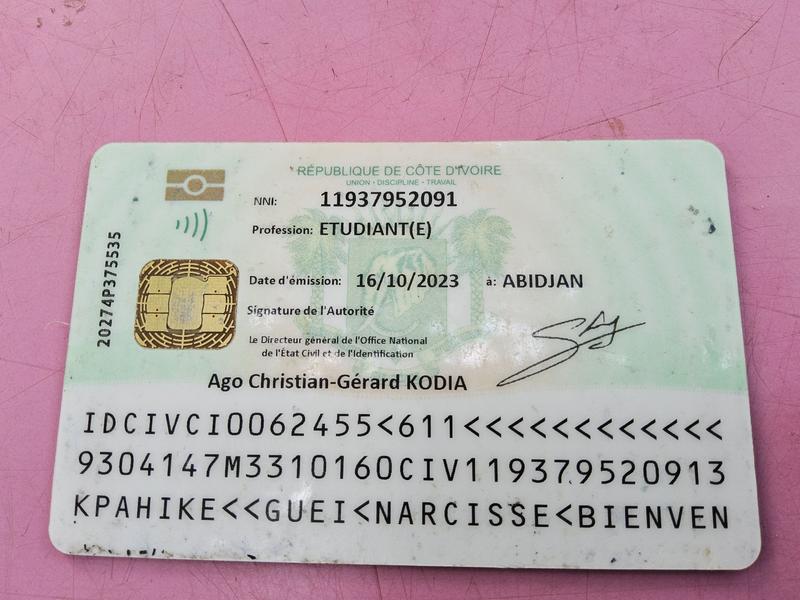 RÉPUBLIQUE DE CÔTE D'IVOIRE
UNION - DISCIPLINE - TRAVAIL
NNI: 11937952091
Profession: ETUDIANT(E)
20274P375535
Date d'émission: 16/10/2023 à: ABIDJAN
Signature de l'Autorité
Le Directeur général de l'Office National
de l'État Civil et de l'Identification
Ago Christian-Gérard KODIA
IDCIVCI0062455<611<<<<<<<<<<<<
9304147M3310160CIV119379520913
KPAHIKE<<GUEI<NARCISSE<BIENVEN